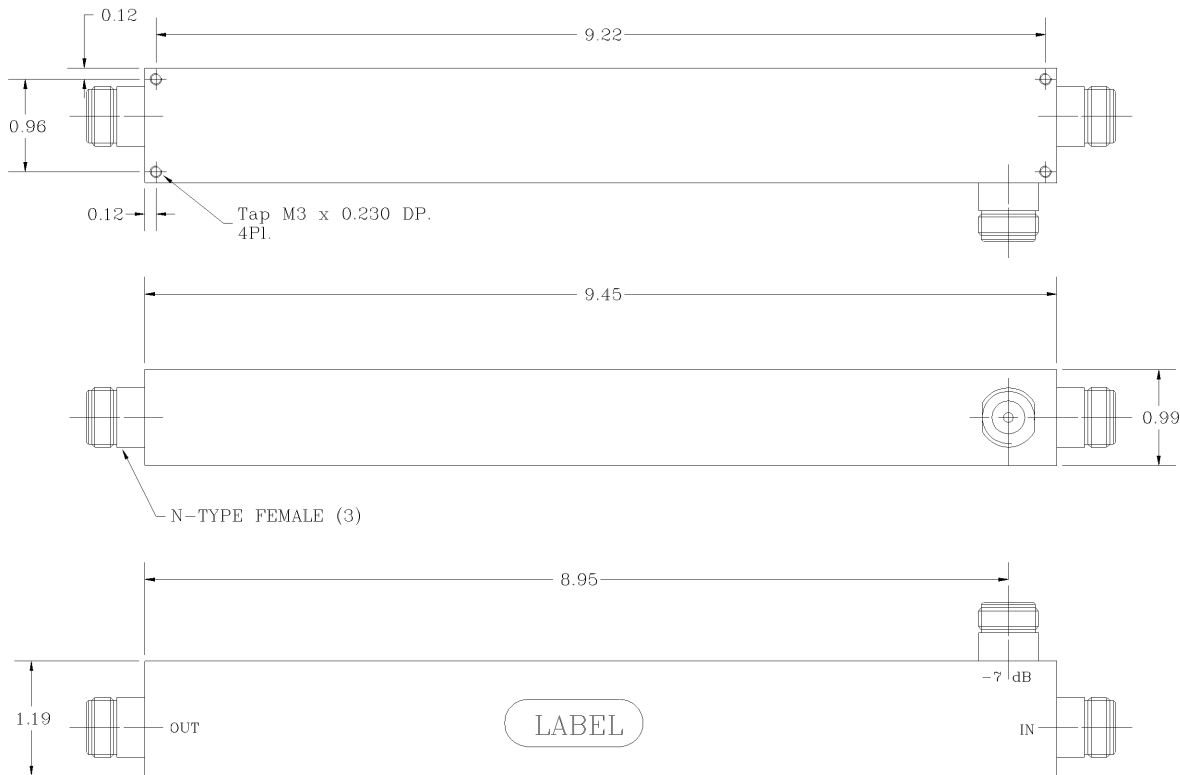 0.12
9.22
0.96
0.12
Tap M3 x 0.230 DP.
4Pl.
9.45
0.99
N-TYPE FEMALE (3)
8.95
-7 dB
1.19
OUT
LABEL
IN